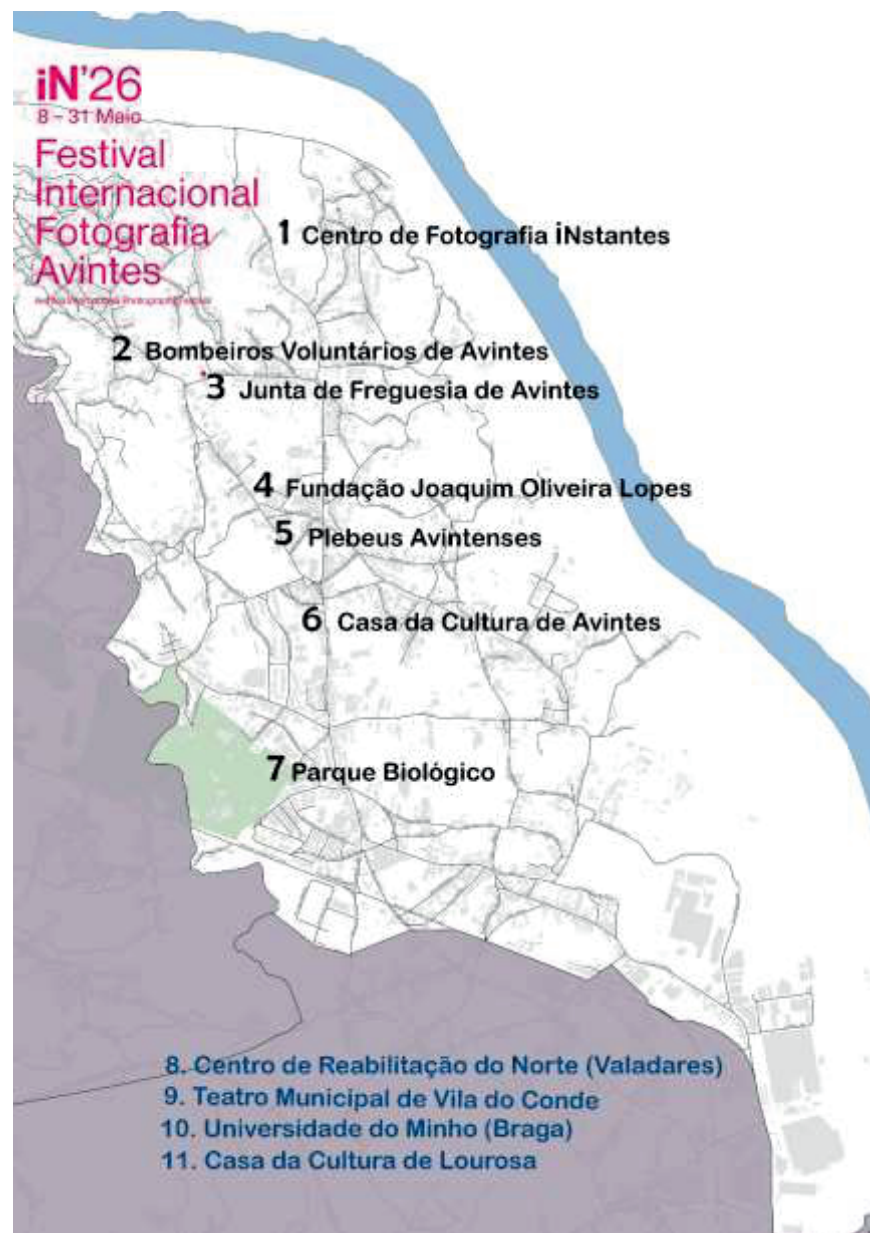 iN'26
8 – 31 Maio
Festival
Internacional
Fotografia
Avintes
1 Centro de Fotografia iNstantes
2 Bombeiros Voluntários de Avintes
3 Junta de Freguesia de Avintes
4 Fundação Joaquim Oliveira Lopes
5 Plebeus Avintenses
6 Casa da Cultura de Avintes
7 Parque Biológico
8. Centro de Reabilitação do Norte (Valadares)
9. Teatro Municipal de Vila do Conde
10. Universidade do Minho (Braga)
11. Casa da Cultura de Lourosa